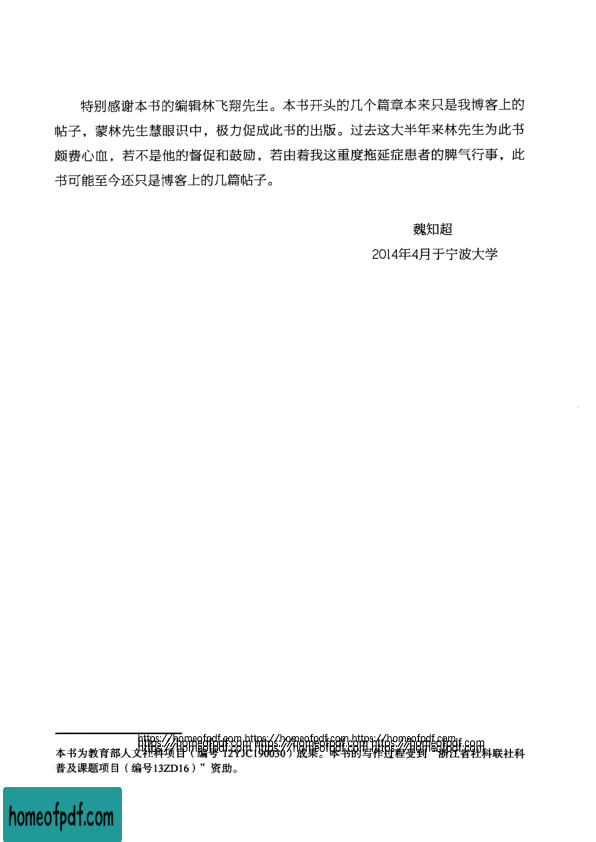 特别感谢本书的编辑林飞翔先生。本书开头的几个篇章本来只是我博客上的
帖子，蒙林先生慧眼识中，极力促成此书的出版。过去这大半年来林先生为此书
颇费心血，若不是他的督促和鼓励，若由着我这重度拖延症患者的脾气行事，此
书可能至今还只是博客上的几篇帖子。
魏知超
2014年4月于宁波大学
https://homeofpdf.com https://homeofpdf.com https://homeofpdf.com
https://homeofpdf.com https://homeofpdf.com https://homeofpdf.com
https://homeofpdf.com https://homeofpdf.com https://homeofpdf.com
本书为教育部人文社科项目（编号 12YJC190030）成果。本书的写作过程受到“浙江省社科联社科
普及课题项目（编号13ZD16）”资助。
homeofpdf.com